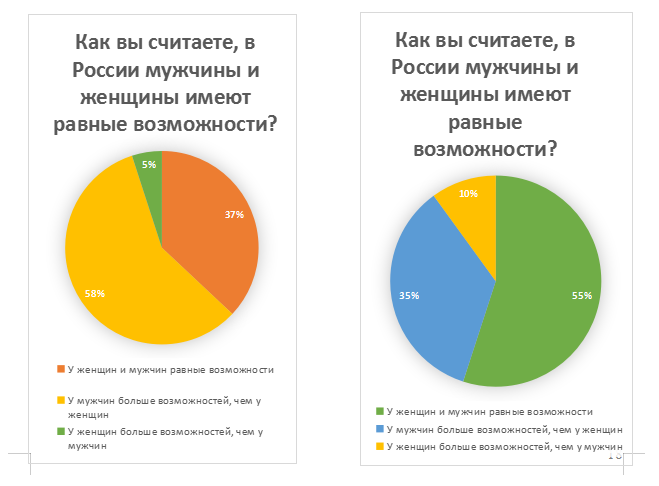 Как вы считаете, в
России мужчины и
женщины имеют
равные возможности?
5%
37%
58%
У женщин и мужчин равные возможности
У мужчин больше возможностей, чем у
женщин
У женщин больше возможностей, чем у
мужчин
Как вы считаете, в
России мужчины и
женщины имеют
равные
возможности?
10%
35%
55%
У женщин и мужчин равные возможности
У мужчин больше возможностей, чем у женщин
У женщин больше возможностей, чем у мужчин